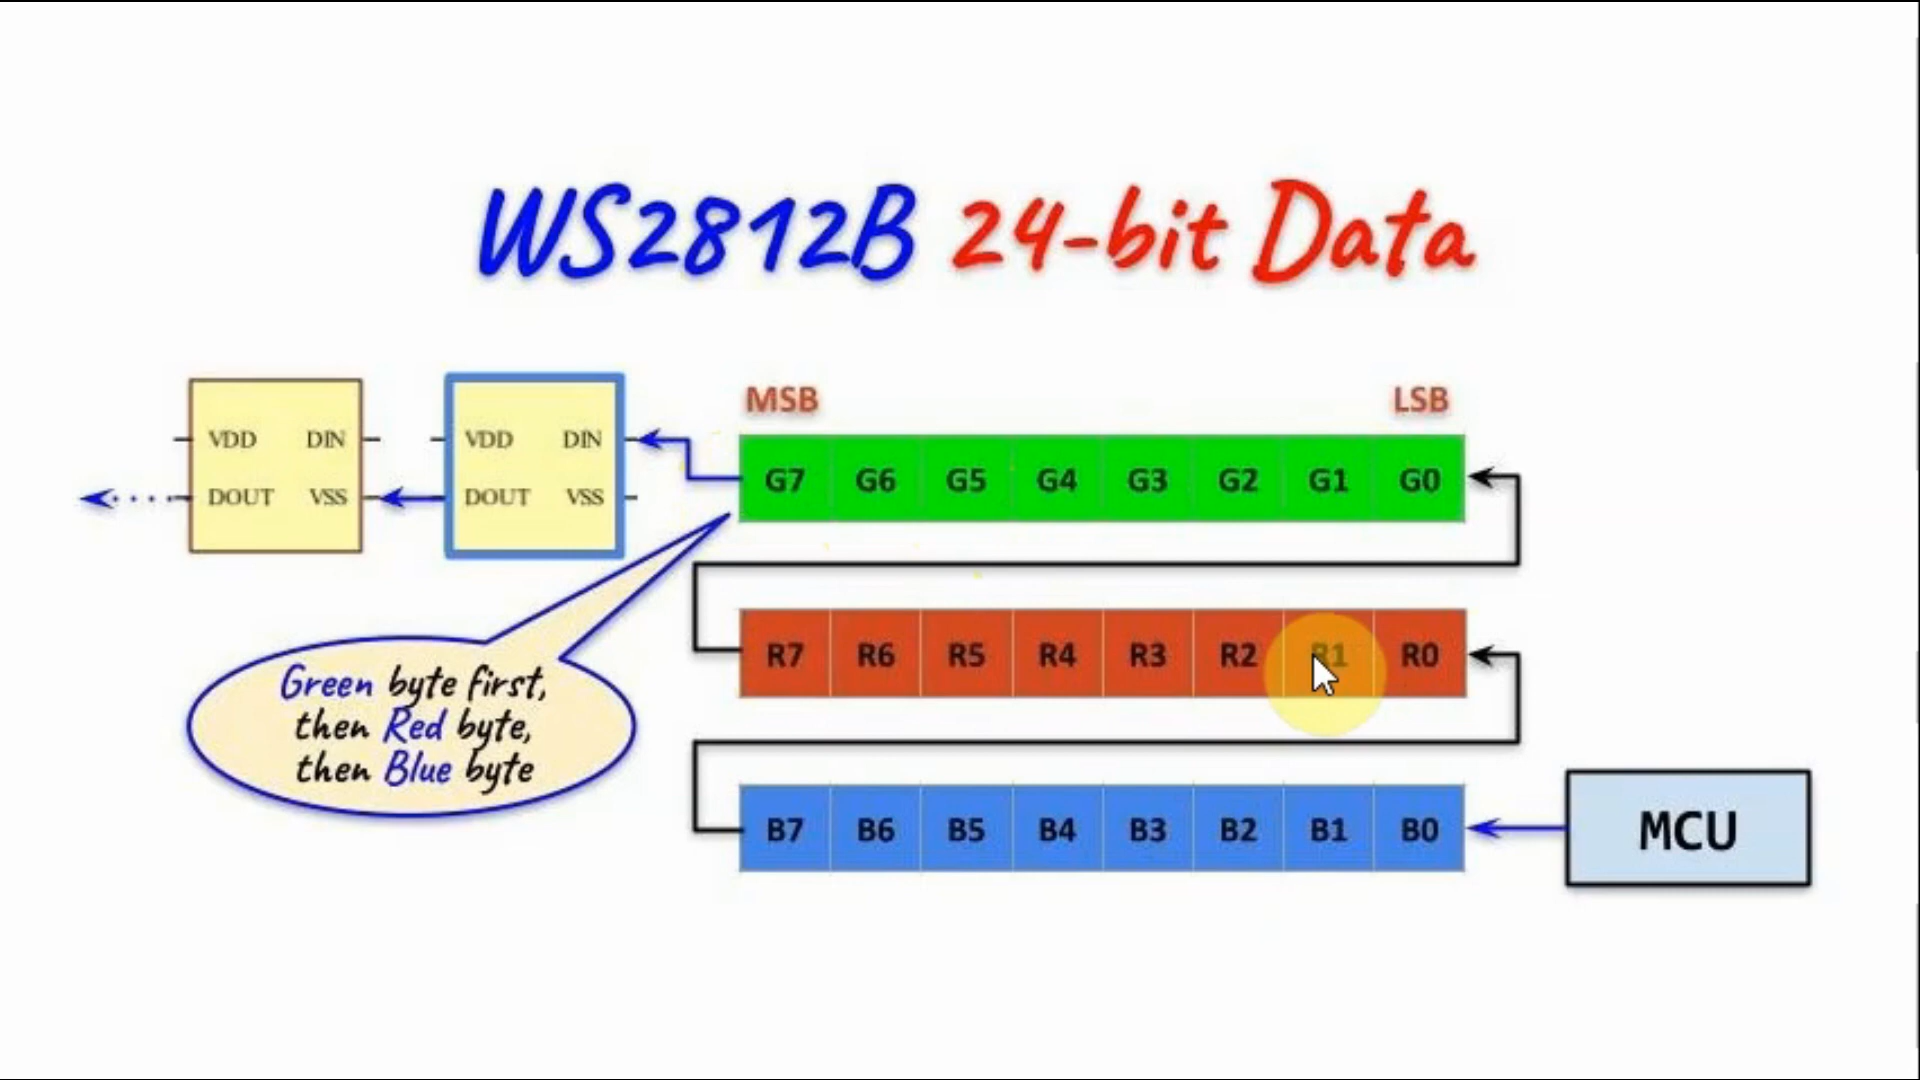 WS2812B 24-bit Data
MSB LSB
VDD DIN
DOUT VSS
VDD DIN
DOUT VSS
G7 G6 G5 G4 G3 G2 G1 G0
R7 R6 R5 R4 R3 R2 R1 R0
Green byte first,
then Red byte,
then Blue byte
B7 B6 B5 B4 B3 B2 B1 B0
MCU